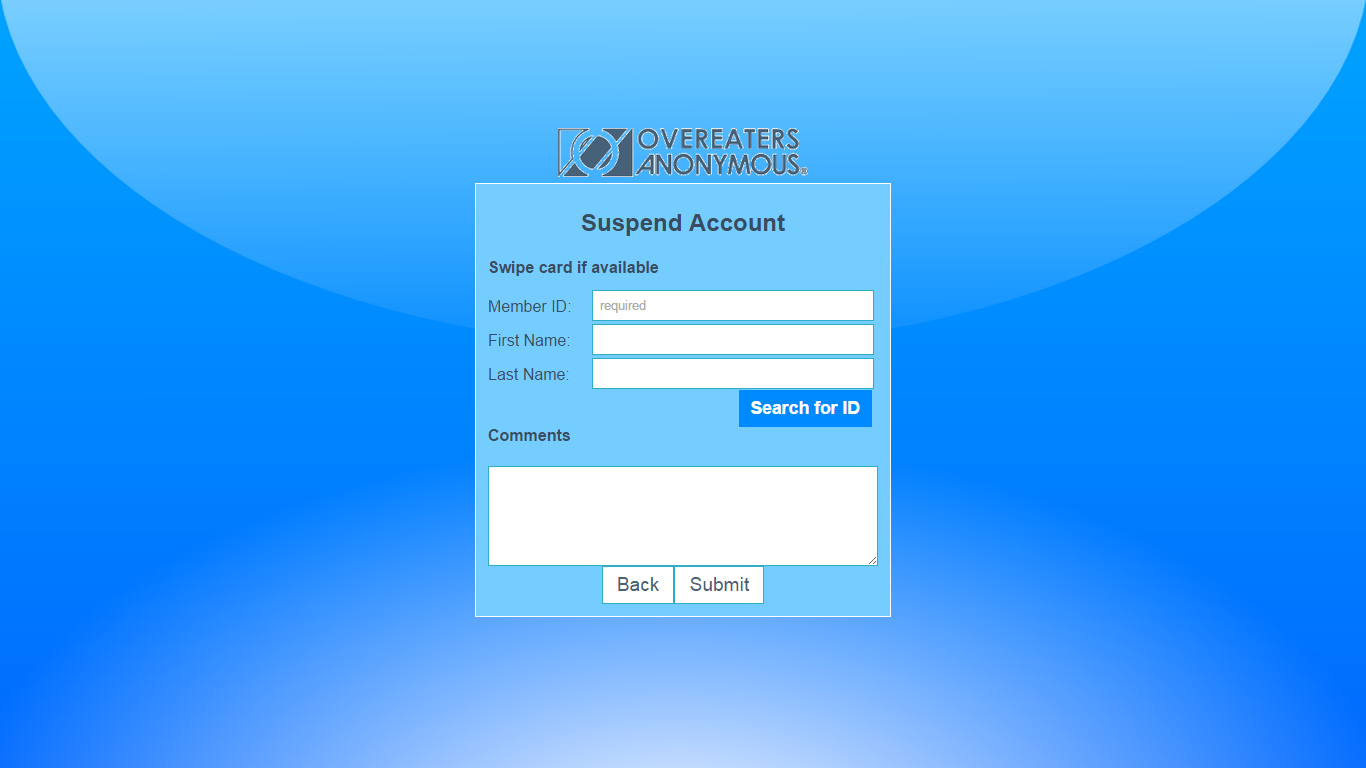 OVEREATERS
ANONYMOUS®
Suspend Account
Swipe card if available
Member ID: required
First Name:
Last Name:
Search for ID
Comments
Back Submit